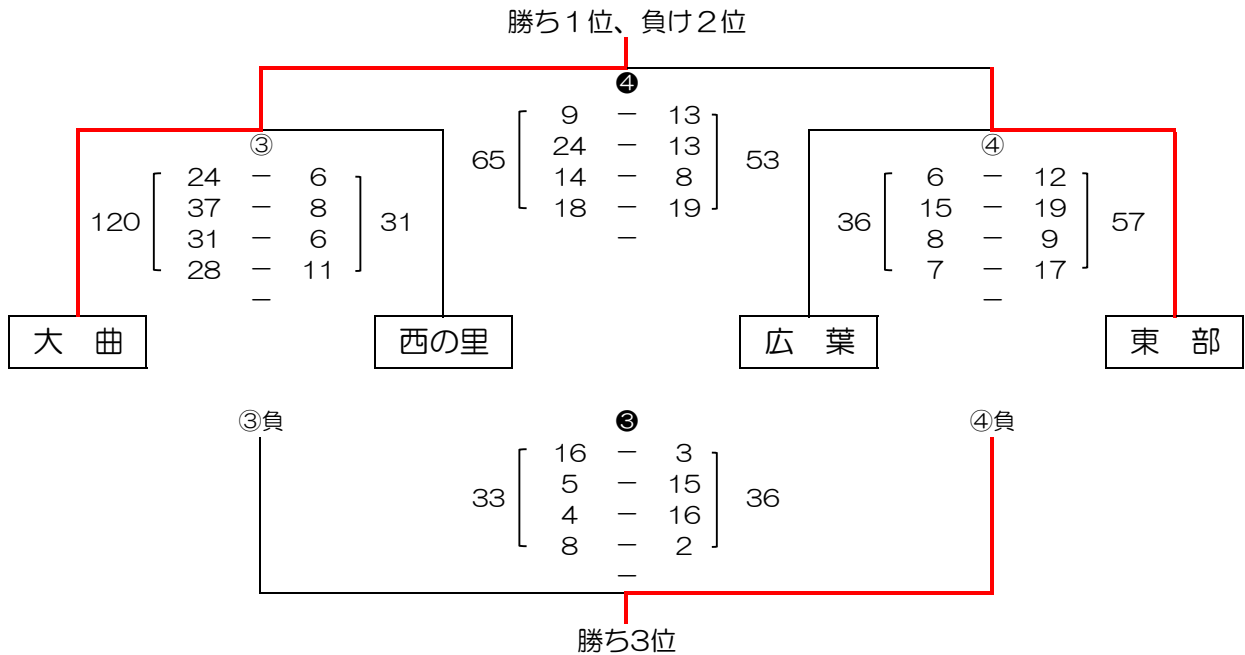 勝ち１位、負け２位
❹
9 － 13
24 － 13
65 14 － 8 53
18 － 19
－
③
24 － 6
37 － 8
120 31 － 6 31
28 － 11
－
④
6 － 12
15 － 19
36 8 － 9 57
7 － 17
－
大　曲 西の里 広　葉 東　部
③負 ❸ ④負
16 － 3
5 － 15
33 4 － 16 36
8 － 2
－
勝ち3位